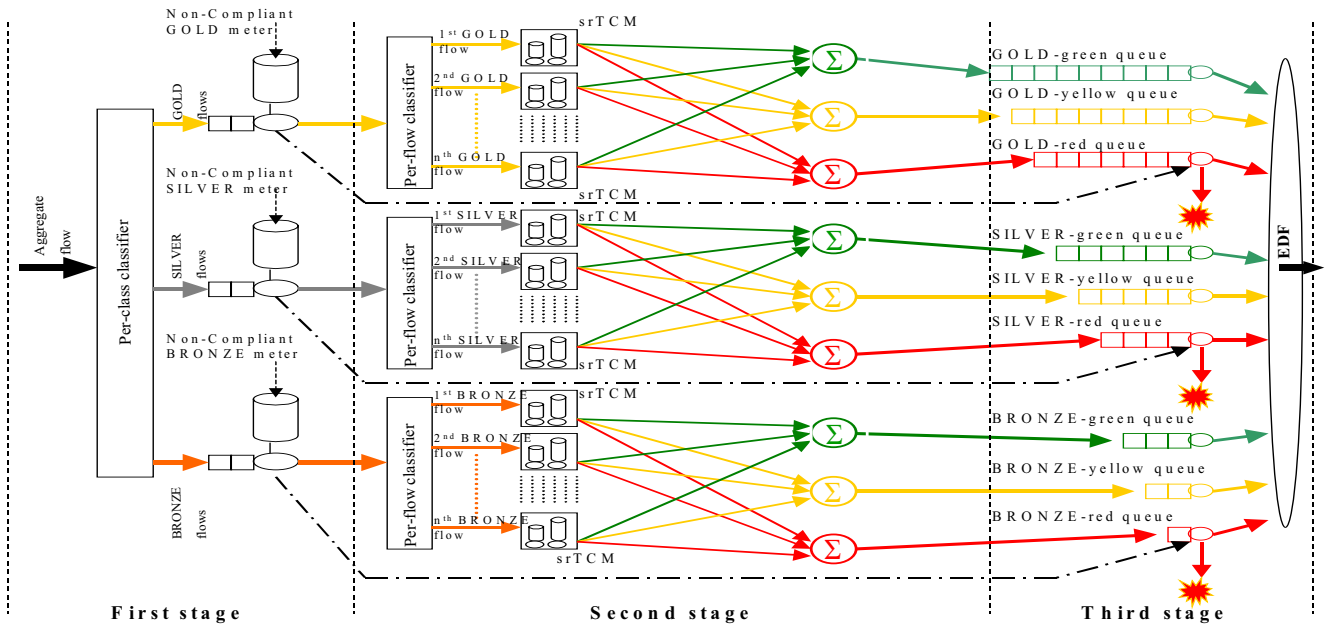 Non-Compliant
GOLD meter
GOLD
flows
Non-Compliant
SILVER meter
Aggregate
flow
Per-class classifier
SILVER
flows
Non-Compliant
BRONZE meter
BRONZE
flows
First stage
srTCM
Per-flow classifier
1st GOLD
flow
2nd GOLD
flow
nth GOLD
flow
srTCM
Σ
Σ
Σ
srTCM
Per-flow classifier
1st SILVER
flow
2nd SILVER
flow
nth SILVER
flow
srTCM
Σ
Σ
Σ
srTCM
Per-flow classifier
1st BRONZE
flow
2nd BRONZE
flow
nth BRONZE
flow
srTCM
Σ
Σ
Σ
Second stage
GOLD-green queue
GOLD-yellow queue
GOLD-red queue
SILVER-green queue
SILVER-yellow queue
SILVER-red queue
BRONZE-green queue
BRONZE-yellow queue
BRONZE-red queue
EDF
Third stage